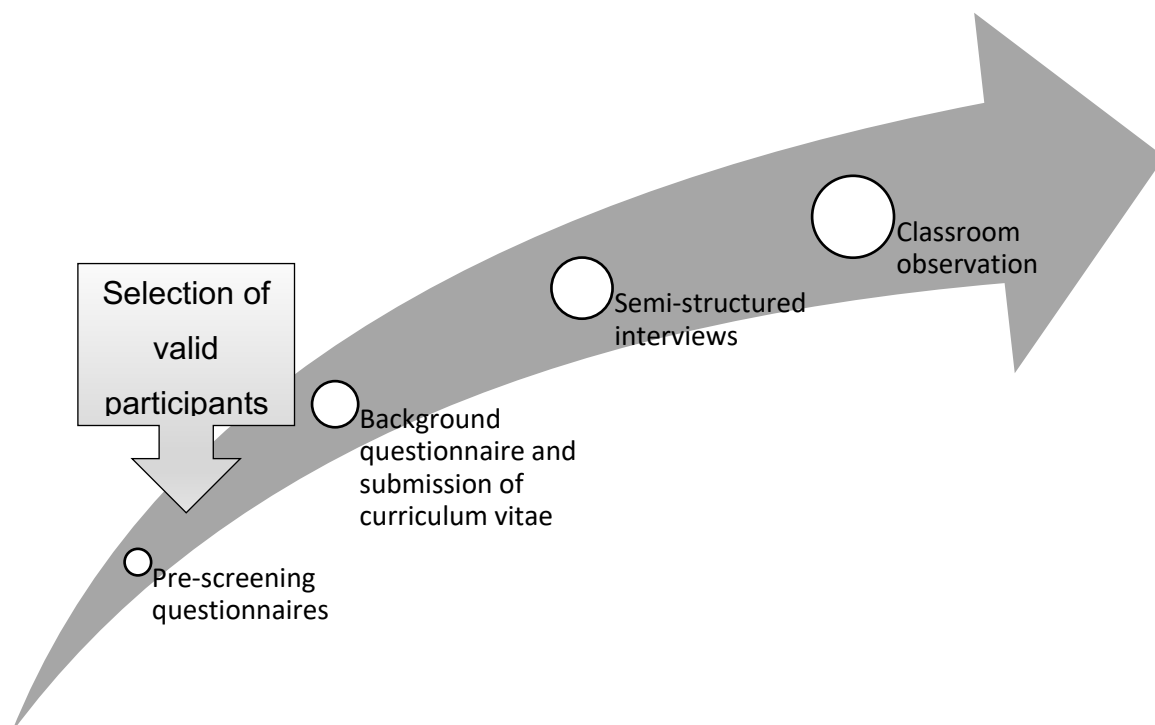 Selection of
valid
participants
Pre-screening
questionnaires
Background
questionnaire and
submission of
curriculum vitae
Semi-structured
interviews
Classroom
observation